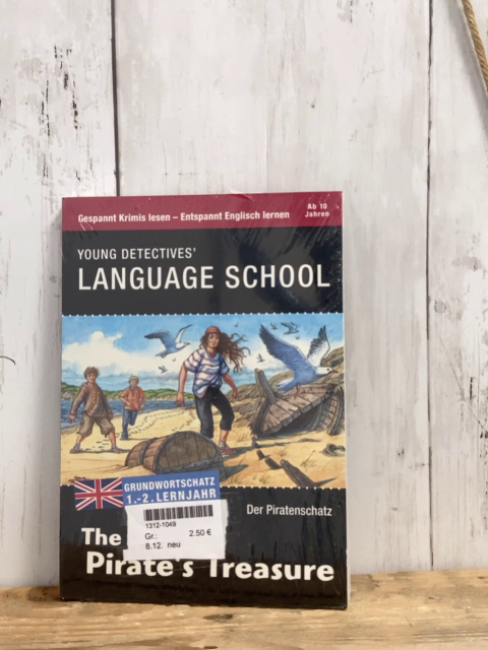 Gespannt Krimis lesen – Entspannt Englisch lernen
Ab 10
Jahren
YOUNG DETECTIVES'
LANGUAGE SCHOOL
GRUNDWORTSCHATZ
1.-2. LERNJAHR
Der Piratenschatz
1312-1049
Gr.: 2.50 €
8.12. neu
The
Pirate's Treasure